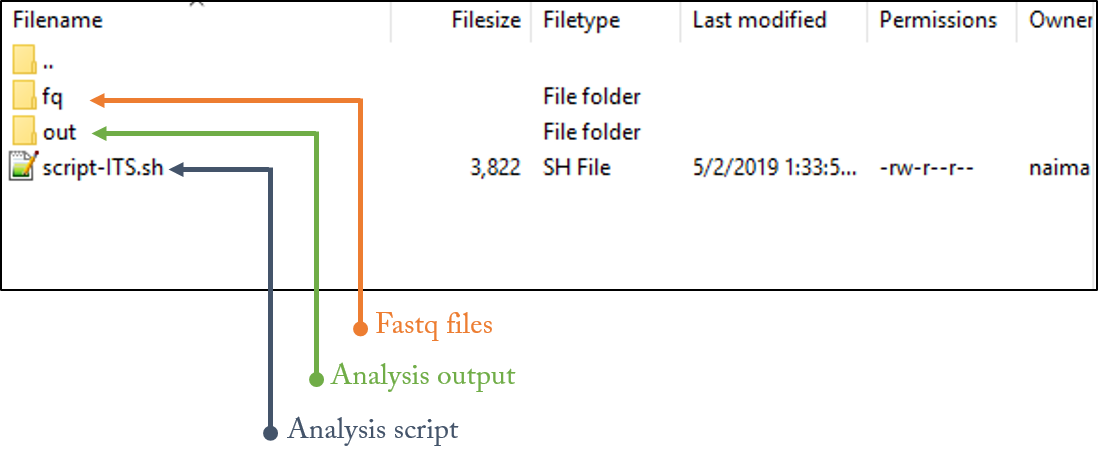 Filename Filesize Filetype Last modified Permissions Owner
..
fq File folder
out File folder
script-ITS.sh 3,822 SH File 5/2/2019 1:33:5... -rw-r--r-- naima
Fastq files
Analysis output
Analysis script